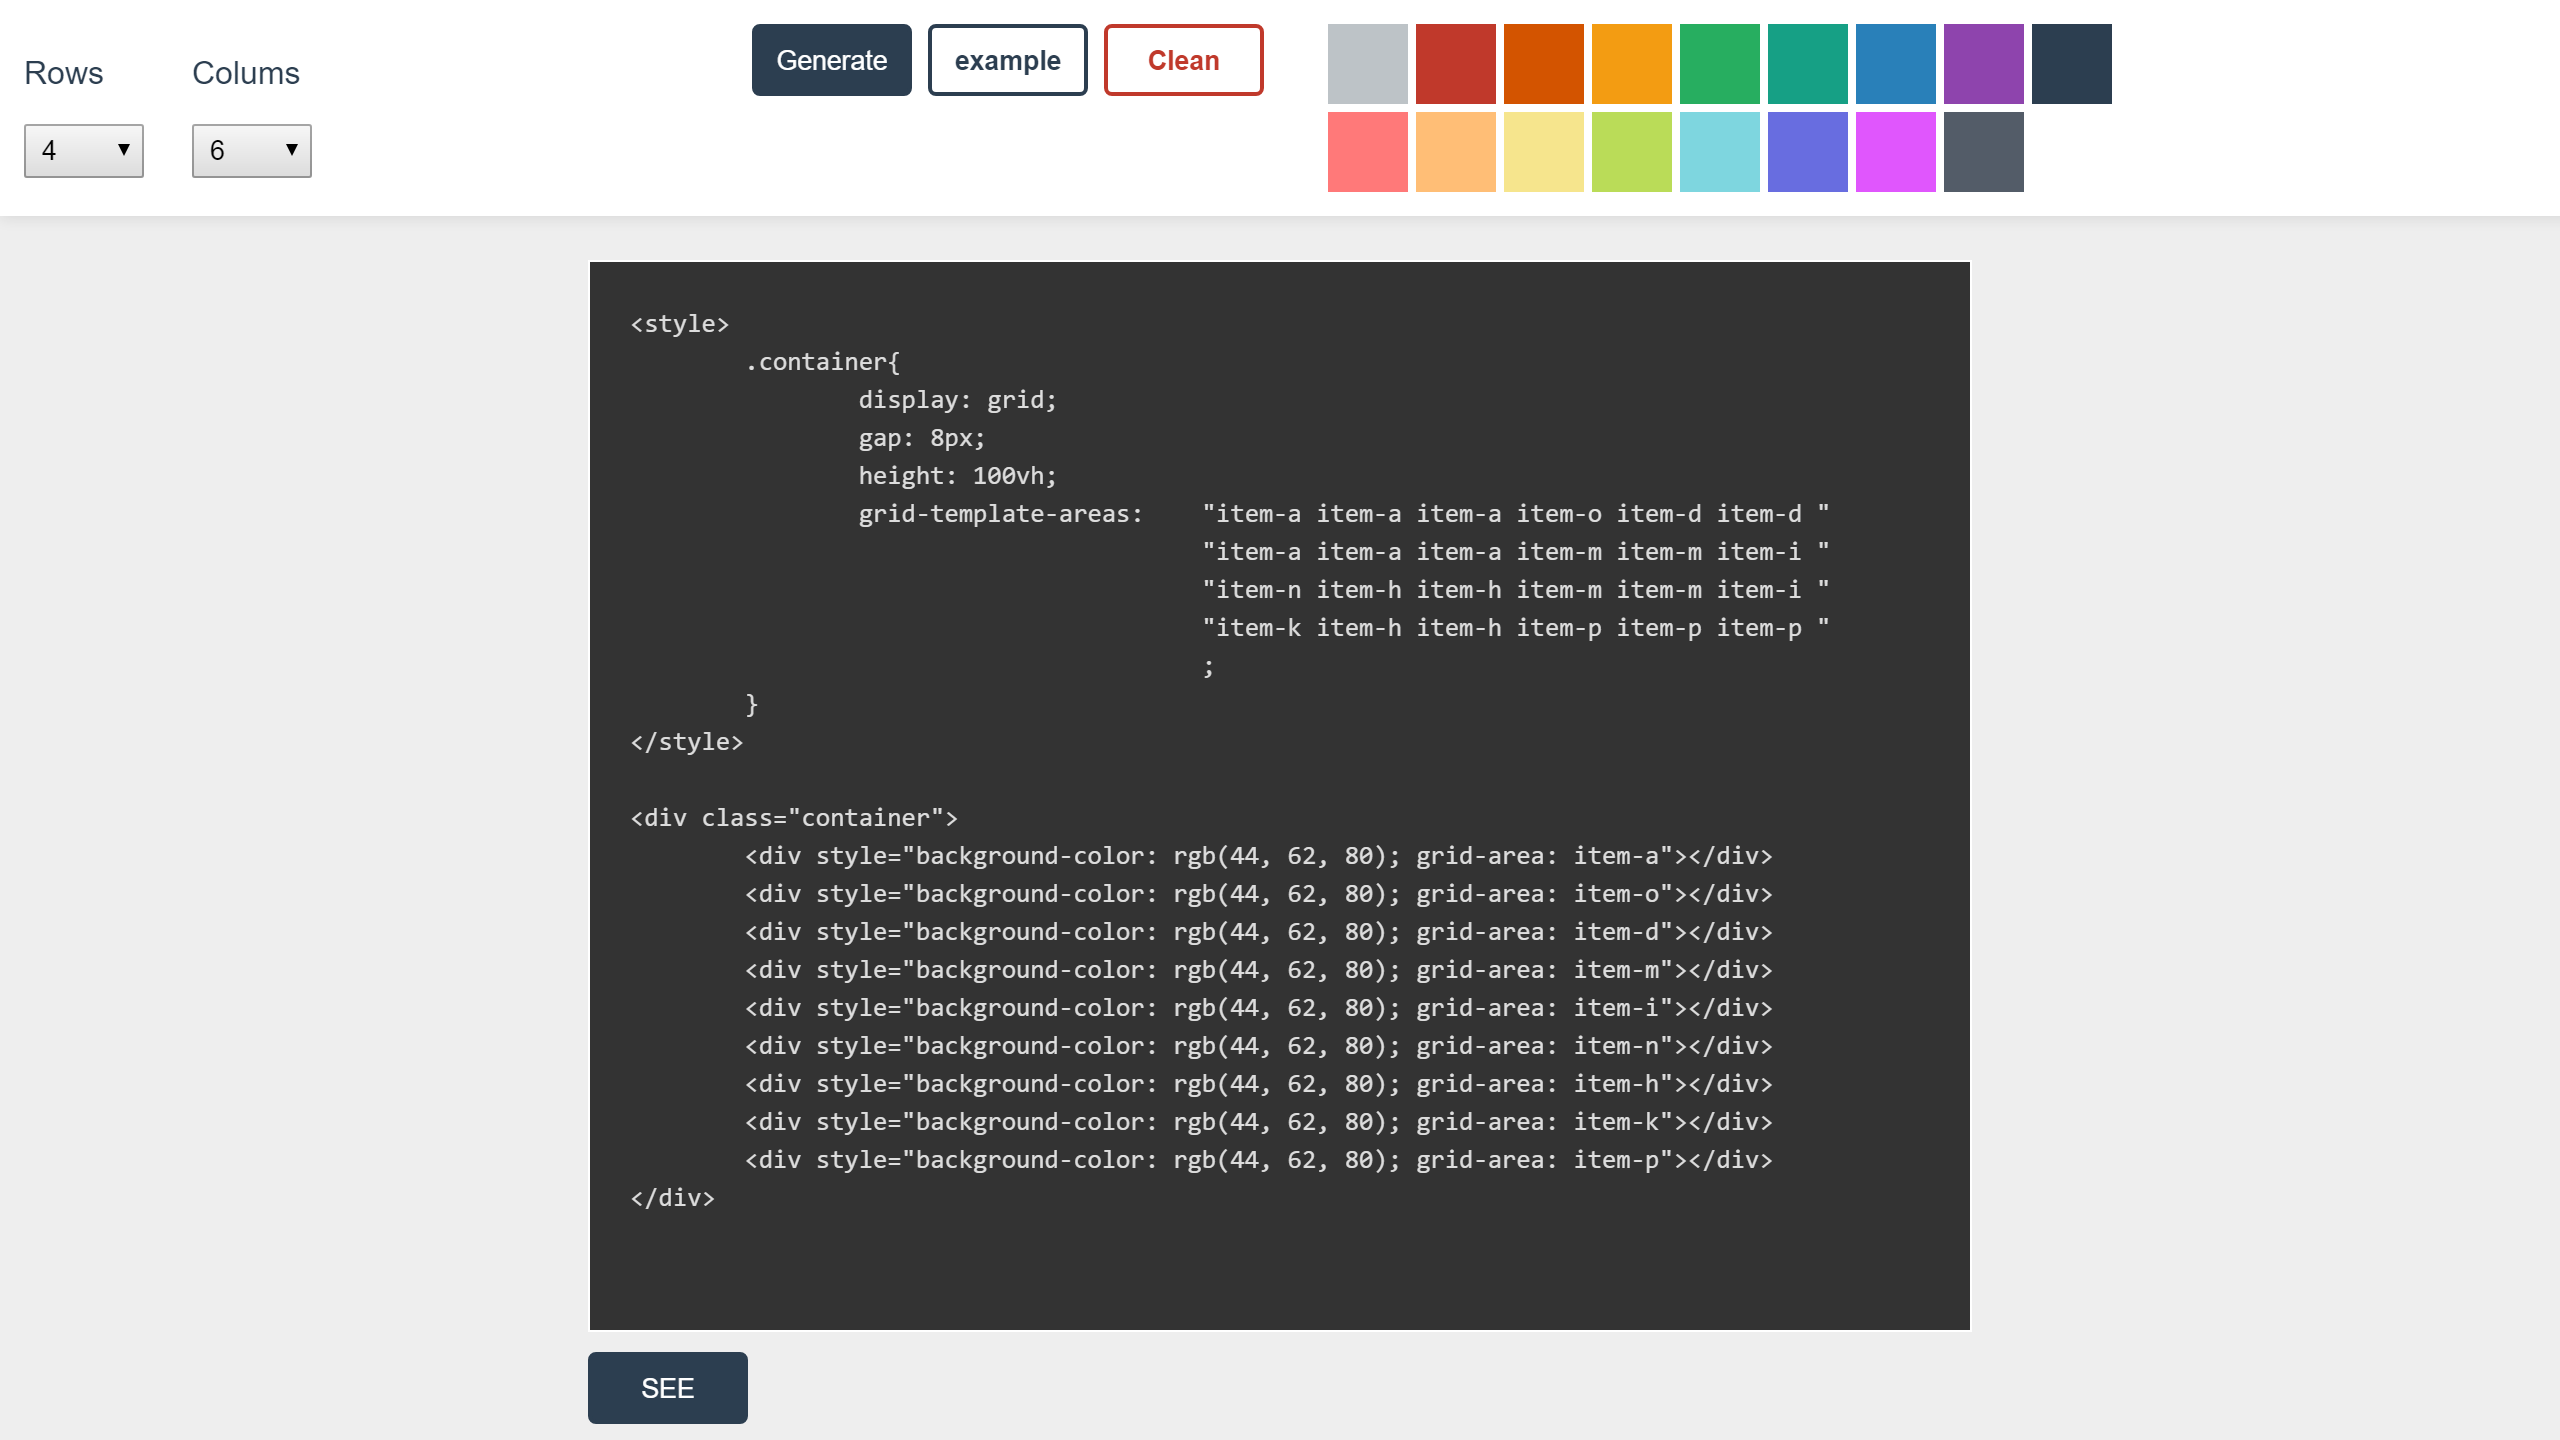 Rows Colums
4 6
Generate example Clean
<style>
.container{
display: grid;
gap: 8px;
height: 100vh;
grid-template-areas: "item-a item-a item-a item-o item-d item-d "
"item-a item-a item-a item-m item-m item-i "
"item-n item-h item-h item-m item-m item-i "
"item-k item-h item-h item-p item-p item-p "
;
}
</style>
<div class="container">
<div style="background-color: rgb(44, 62, 80); grid-area: item-a"></div>
<div style="background-color: rgb(44, 62, 80); grid-area: item-o"></div>
<div style="background-color: rgb(44, 62, 80); grid-area: item-d"></div>
<div style="background-color: rgb(44, 62, 80); grid-area: item-m"></div>
<div style="background-color: rgb(44, 62, 80); grid-area: item-i"></div>
<div style="background-color: rgb(44, 62, 80); grid-area: item-n"></div>
<div style="background-color: rgb(44, 62, 80); grid-area: item-h"></div>
<div style="background-color: rgb(44, 62, 80); grid-area: item-k"></div>
<div style="background-color: rgb(44, 62, 80); grid-area: item-p"></div>
</div>
SEE